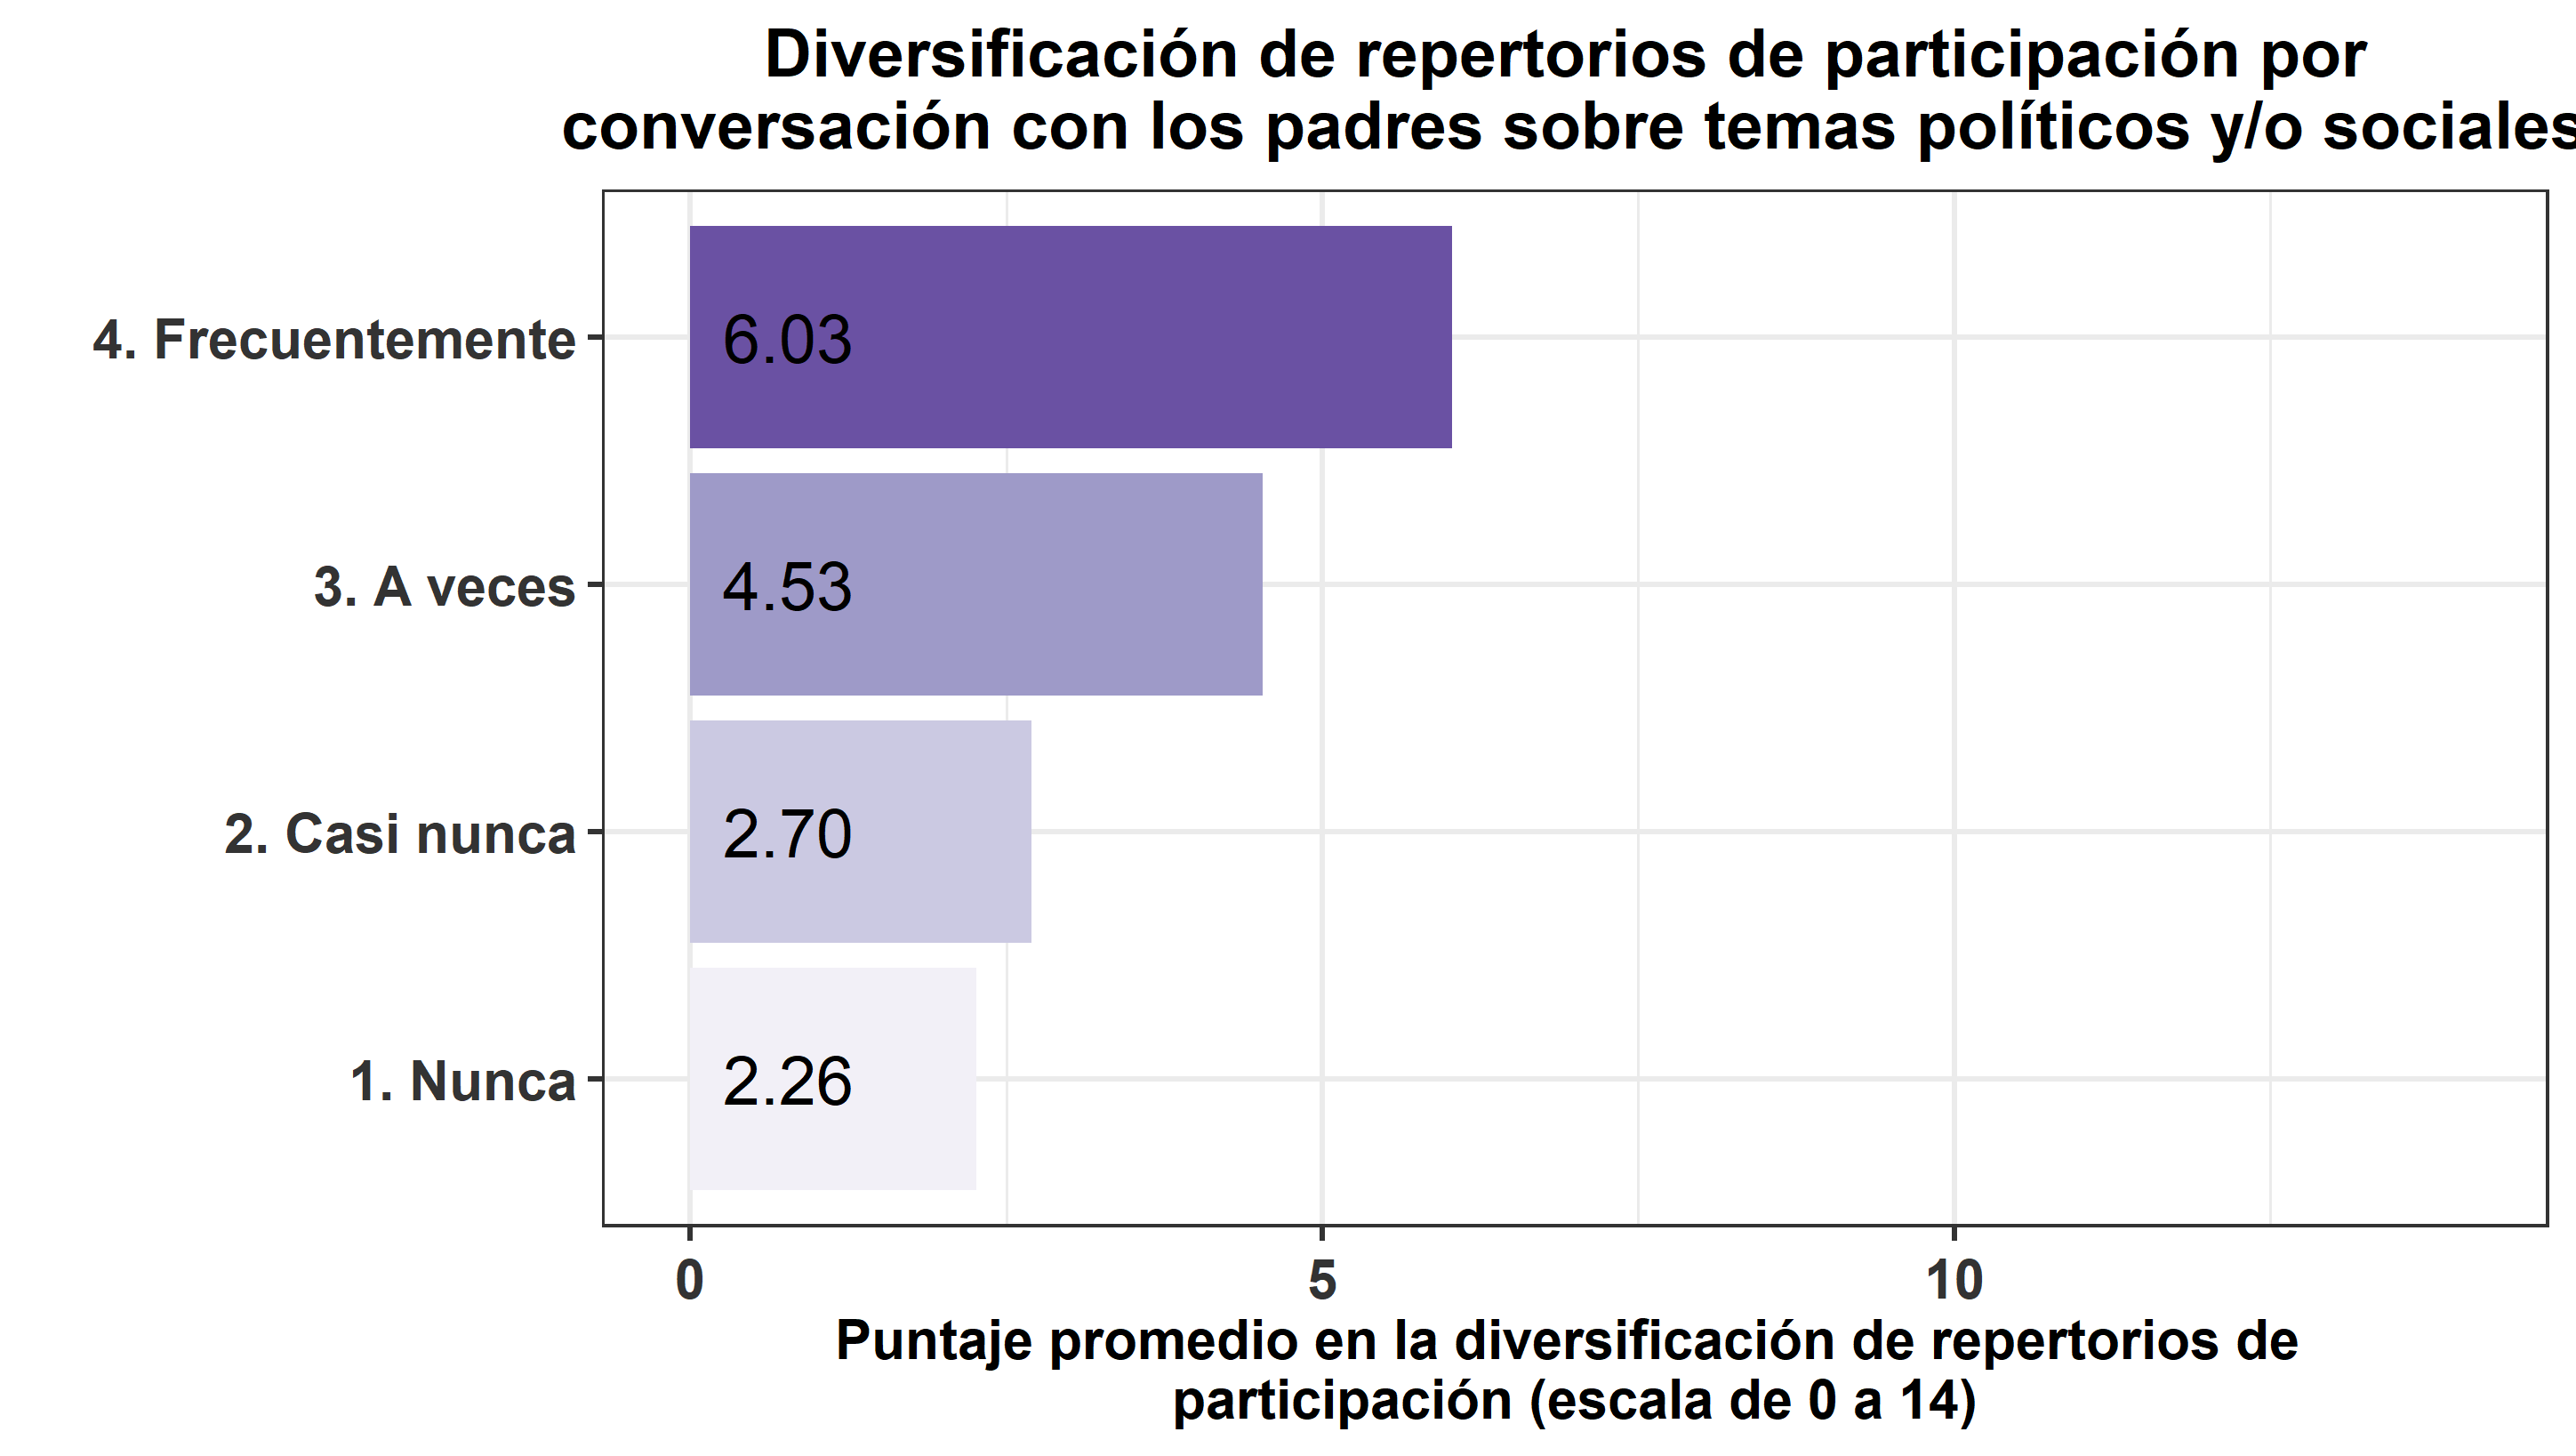 Diversificación de repertorios de participación por
conversación con los padres sobre temas políticos y/o sociales
4. Frecuentemente
6.03
3. A veces
4.53
2. Casi nunca
2.70
1. Nunca
2.26
0
5
10
Puntaje promedio en la diversificación de repertorios de
participación (escala de 0 a 14)